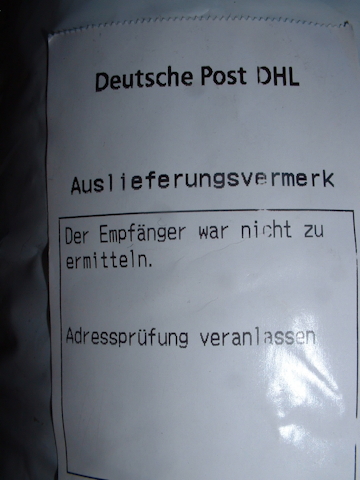 Deutsche Post DHL
Auslieferungsvermerk
Der Empfänger war nicht zu
ermitteln.
Adressprüfung veranlassen